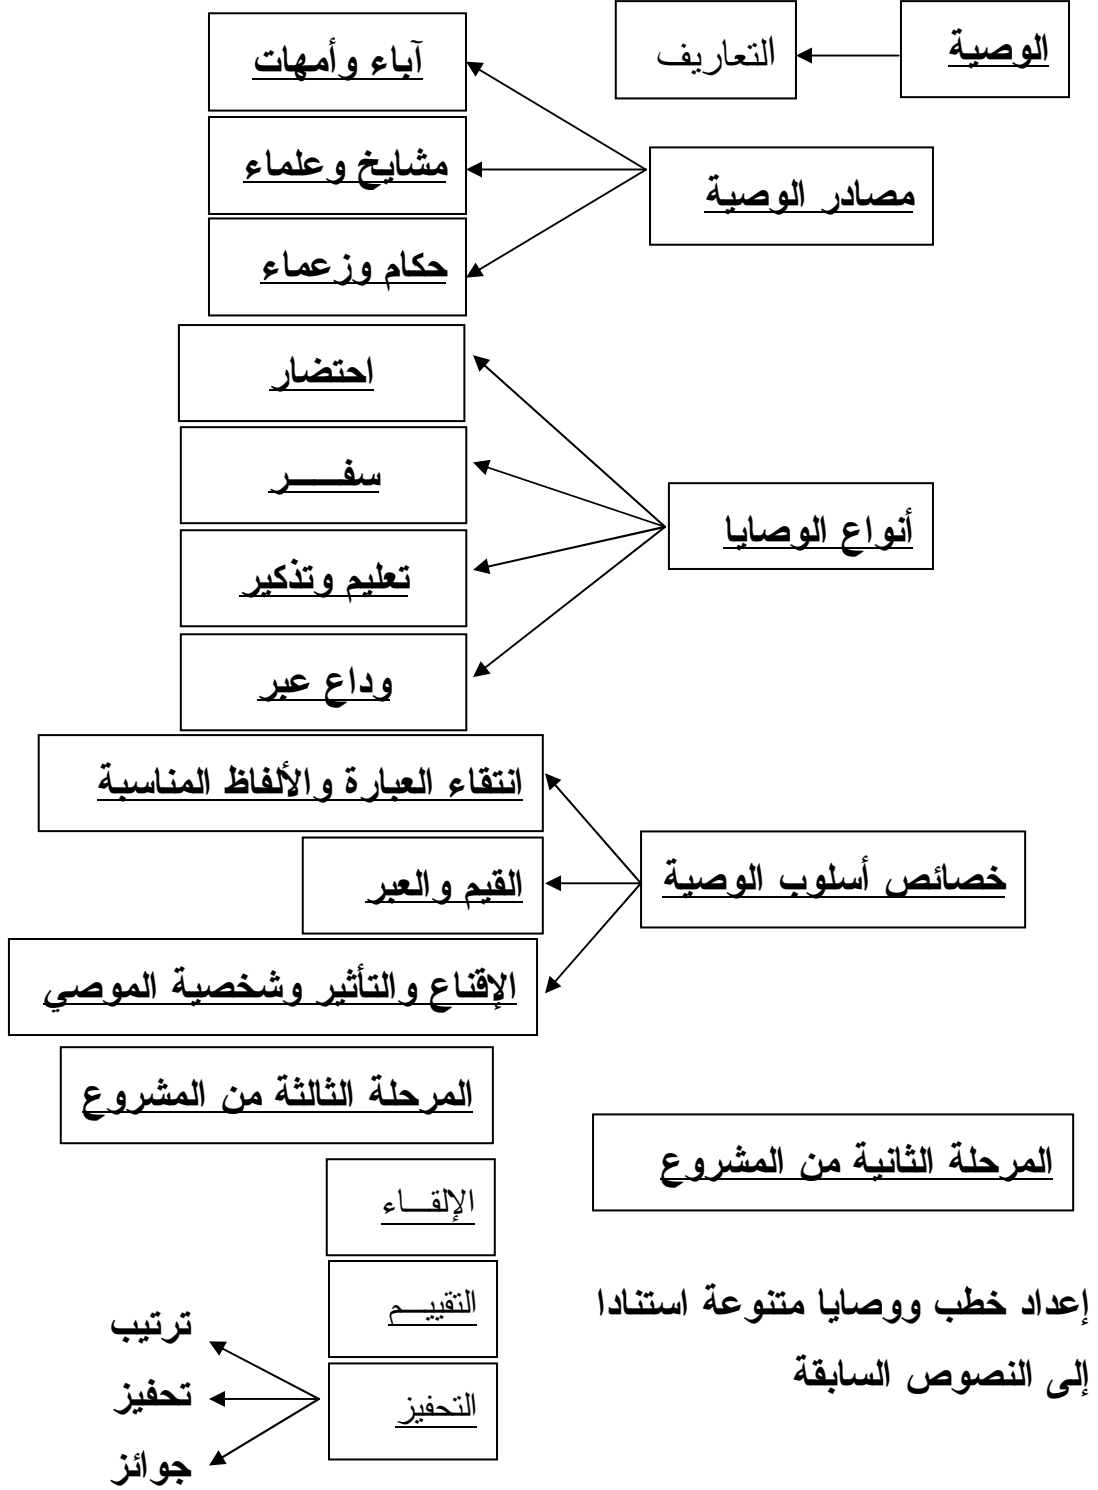 الوصية
التعاريف
مصادر الوصية
آباء وأمهات
مشايخ وعلماء
حكام وزعماء
أنواع الوصايا
احتضار
سفـــــر
تعليم وتذكير
وداع عبر
خصائص أسلوب الوصية
انتقاء العبارة والألفاظ المناسبة
القيم والعبر
الإقناع والتأثير وشخصية الموصي
المرحلة الثانية من المشروع
إعداد خطب ووصايا متنوعة استنادا
إلى النصوص السابقة
المرحلة الثالثة من المشروع
الإلقـــاء
التقييـــم
التحفيز
ترتيب
تحفيز
جوائز